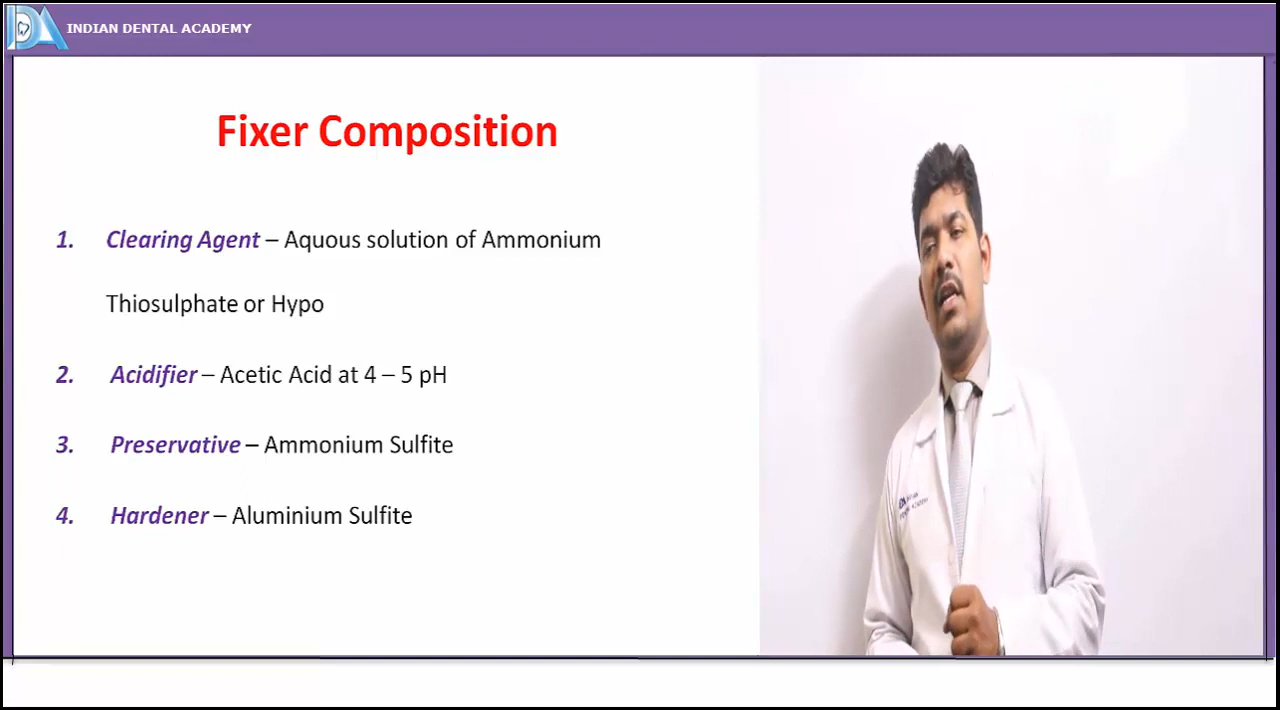 INDIAN DENTAL ACADEMY
Fixer Composition
1. Clearing Agent – Aquous solution of Ammonium
Thiosulphate or Hypo
2. Acidifier – Acetic Acid at 4 – 5 pH
3. Preservative – Ammonium Sulfite
4. Hardener – Aluminium Sulfite